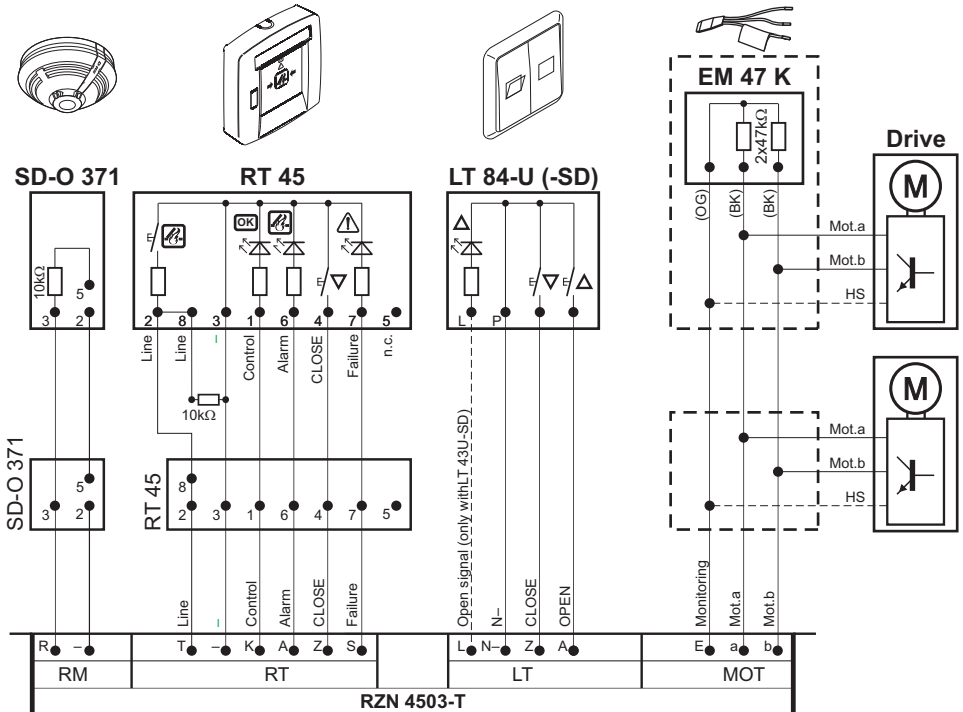 EM 47 K
2x47kΩ
(OG)
(BK)
(BK)
Drive
M
Mot.a
Mot.b
HS
SD-O 371
10kΩ
5
3
2
RT 45
OK
E
E
2
8
3
–
1
6
4
7
5
Line
Line
Control
Alarm
CLOSE
Failure
n.c.
10kΩ
LT 84-U (-SD)
E
E
L
P
M
Mot.a
Mot.b
HS
SD-O 371
5
3
2
RT 45
8
2
3
1
6
4
7
5
Line
–
Control
Alarm
CLOSE
Failure
Open signal (only withLT 43U-SD)
N–
CLOSE
OPEN
Monitoring
Mot.a
Mot.b
R
–
T
–
K
A
Z
S
L
N–
Z
A
E
a
b
RM
RT
LT
MOT
RZN 4503-T